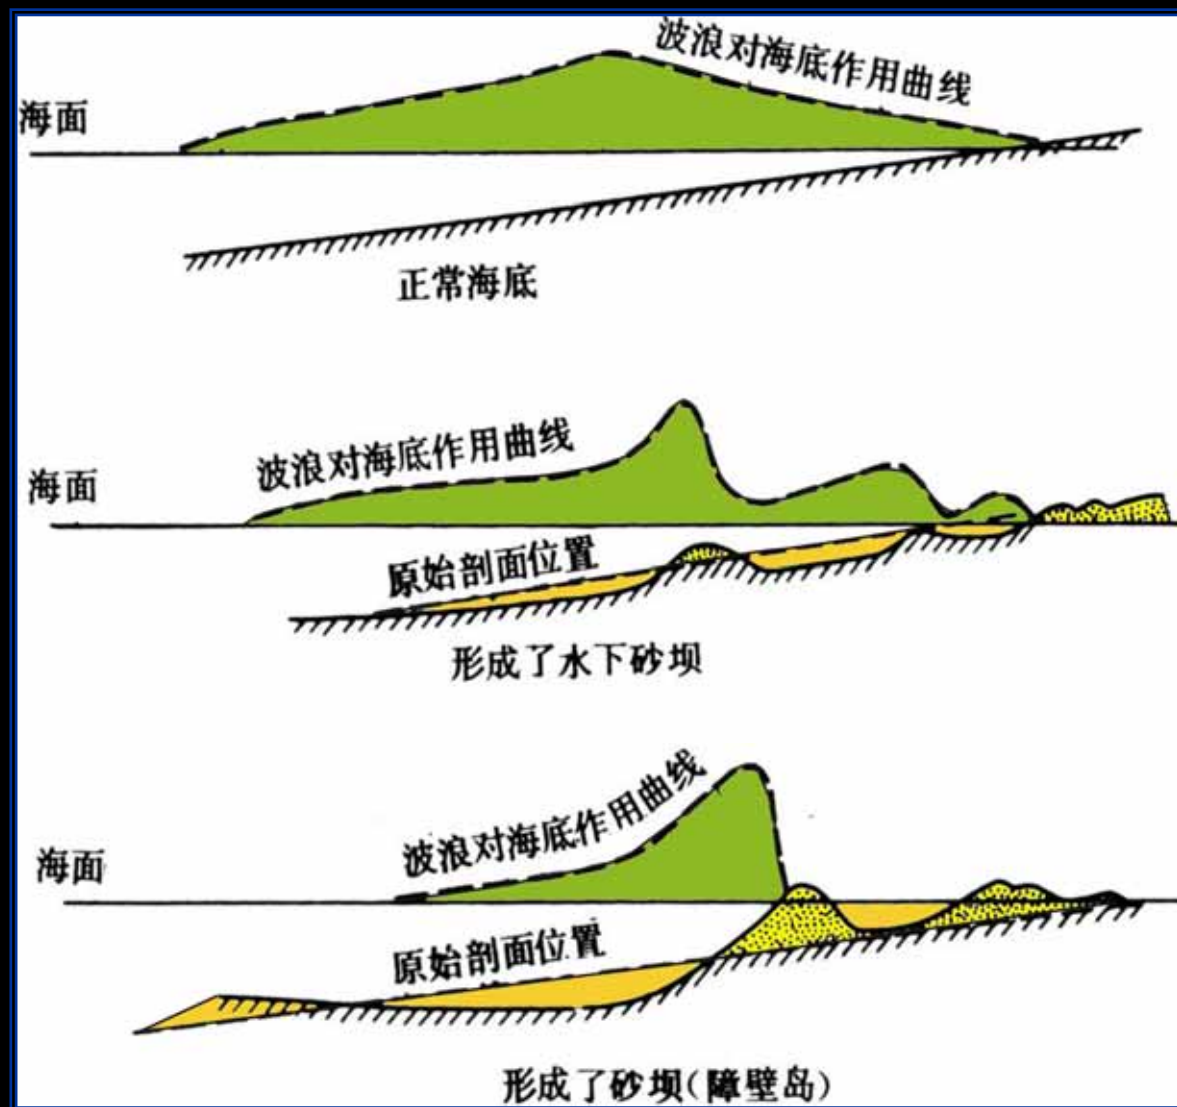 波浪对海底作用曲线
海面
正常海底
波浪对海底作用曲线
海面
原始剖面位置
形成了水下砂坝
波浪对海底作用曲线
海面
原始剖面位置
形成了砂坝(障壁岛)